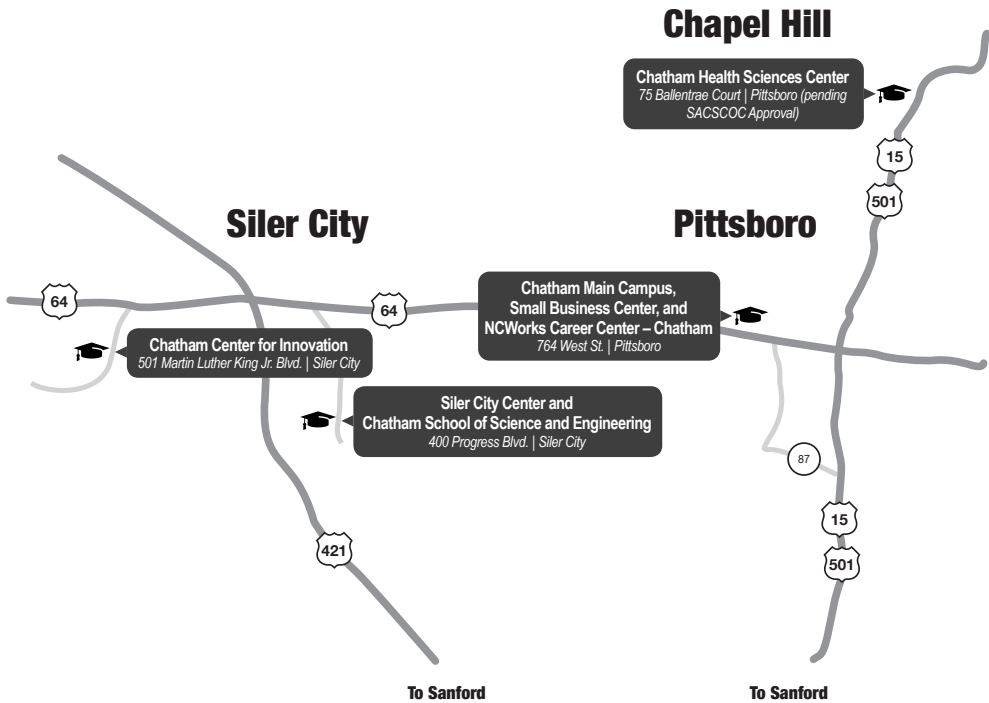 Chapel Hill
Chatham Health Sciences Center
75 Ballentrae Court | Pittsboro (pending
SACSCOC Approval)
15
501
Siler City
Pittsboro
64
64
Chatham Main Campus,
Small Business Center, and
NCWorks Career Center – Chatham
764 West St. | Pittsboro
Chatham Center for Innovation
501 Martin Luther King Jr. Blvd. | Siler City
Siler City Center and
Chatham School of Science and Engineering
400 Progress Blvd. | Siler City
87
15
421
501
To Sanford
To Sanford